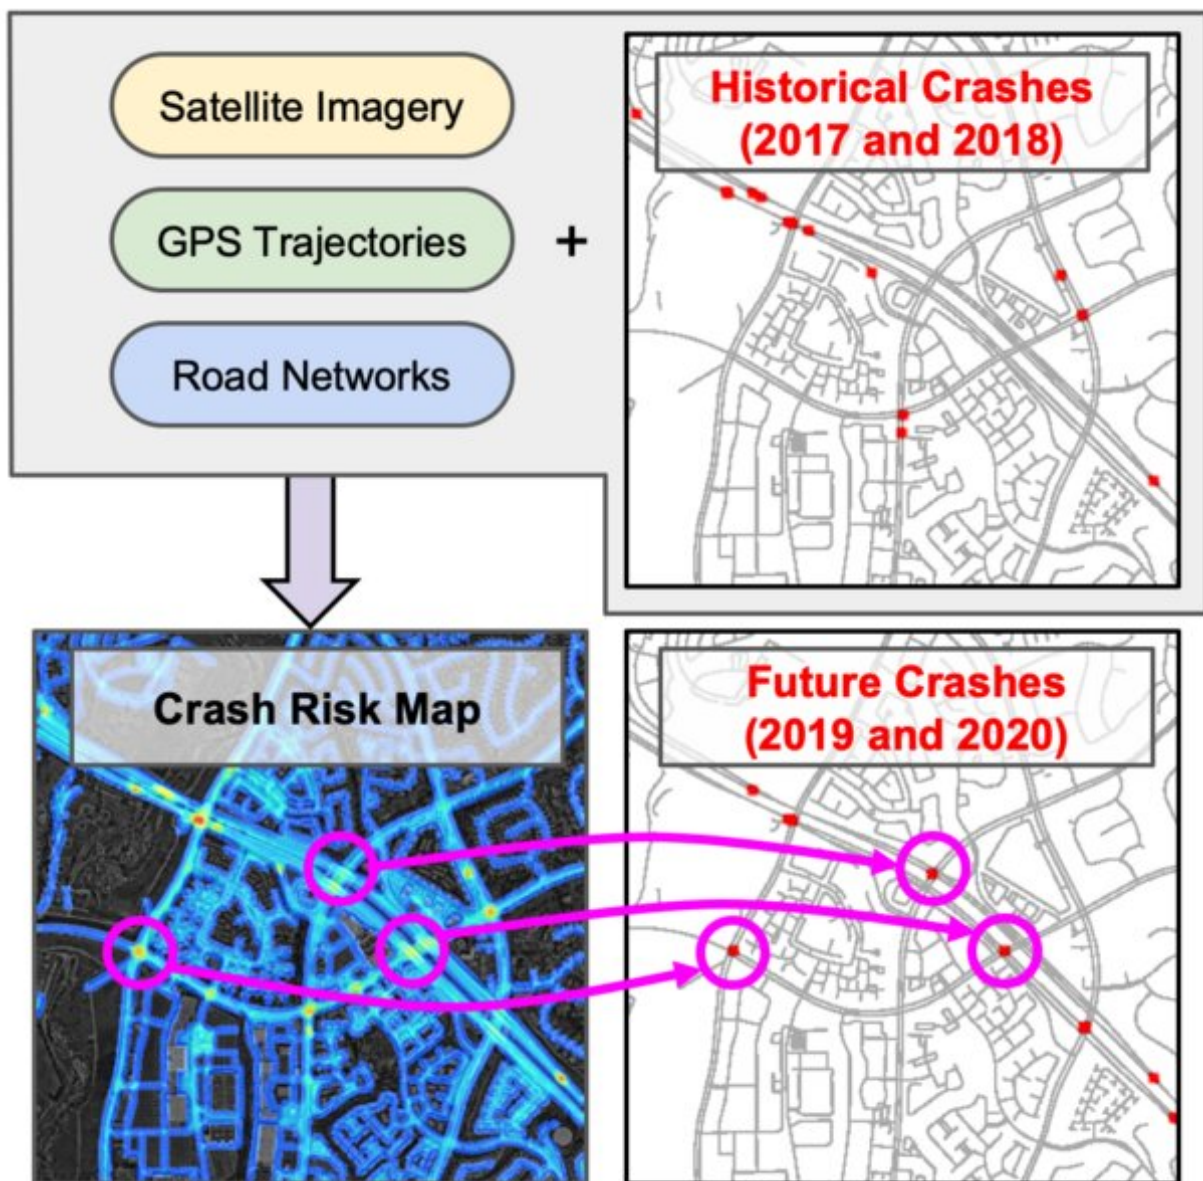 Satellite Imagery
GPS Trajectories
Road Networks
+
Historical Crashes
(2017 and 2018)
Crash Risk Map
Future Crashes
(2019 and 2020)